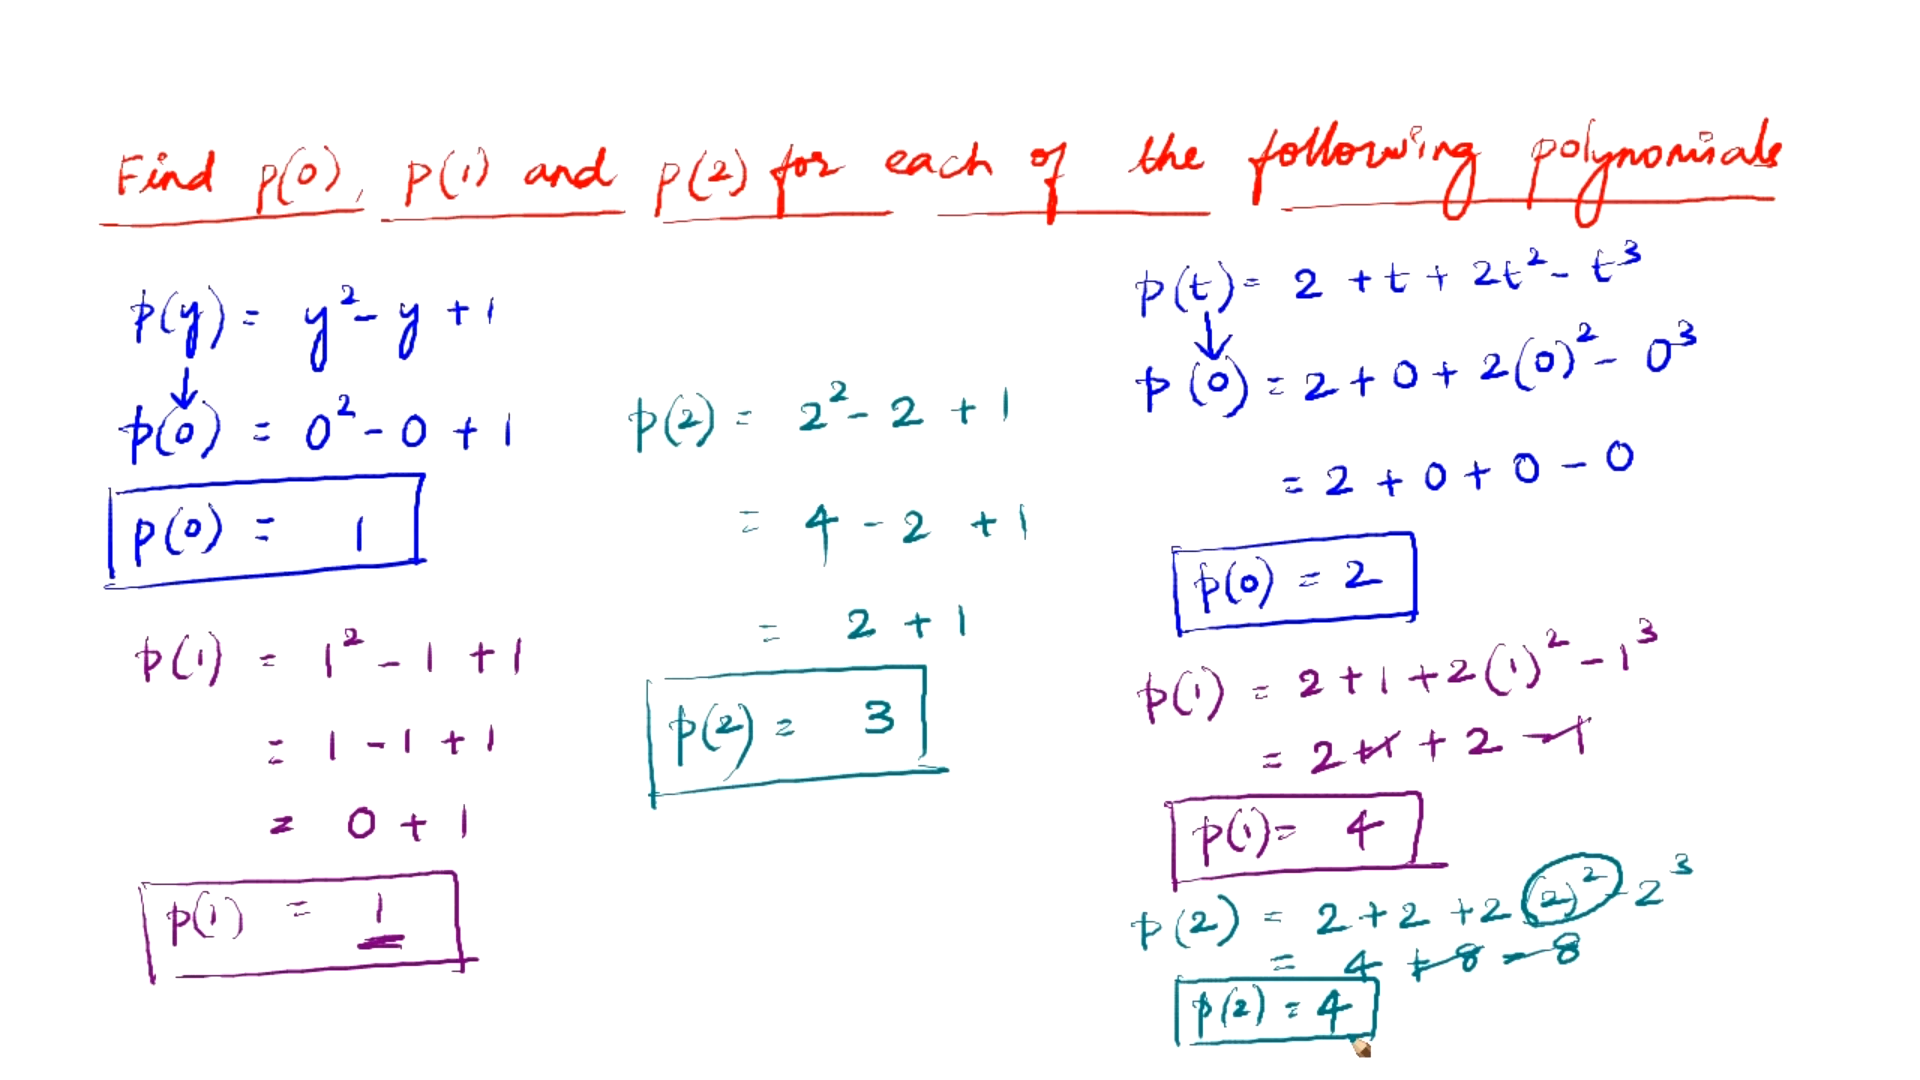 Find p(0), p(1) and p(2) for each of the following polynomials
p(y) = y² - y + 1
p(0) = 0² - 0 + 1
p(0) = 1
p(1) = 1² - 1 + 1
= 1 - 1 + 1
= 0 + 1
p(1) = 1
p(2) = 2² - 2 + 1
= 4 - 2 + 1
= 2 + 1
p(2) = 3
p(t) = 2 + t + 2t² - t³
p(0) = 2 + 0 + 2(0)² - 0³
= 2 + 0 + 0 - 0
p(0) = 2
p(1) = 2 + 1 + 2(1)² - 1³
= 2 + 1 + 2 - 1
p(1) = 4
p(2) = 2 + 2 + 2(2)² - 2³
= 4 + 8 - 8
p(2) = 4